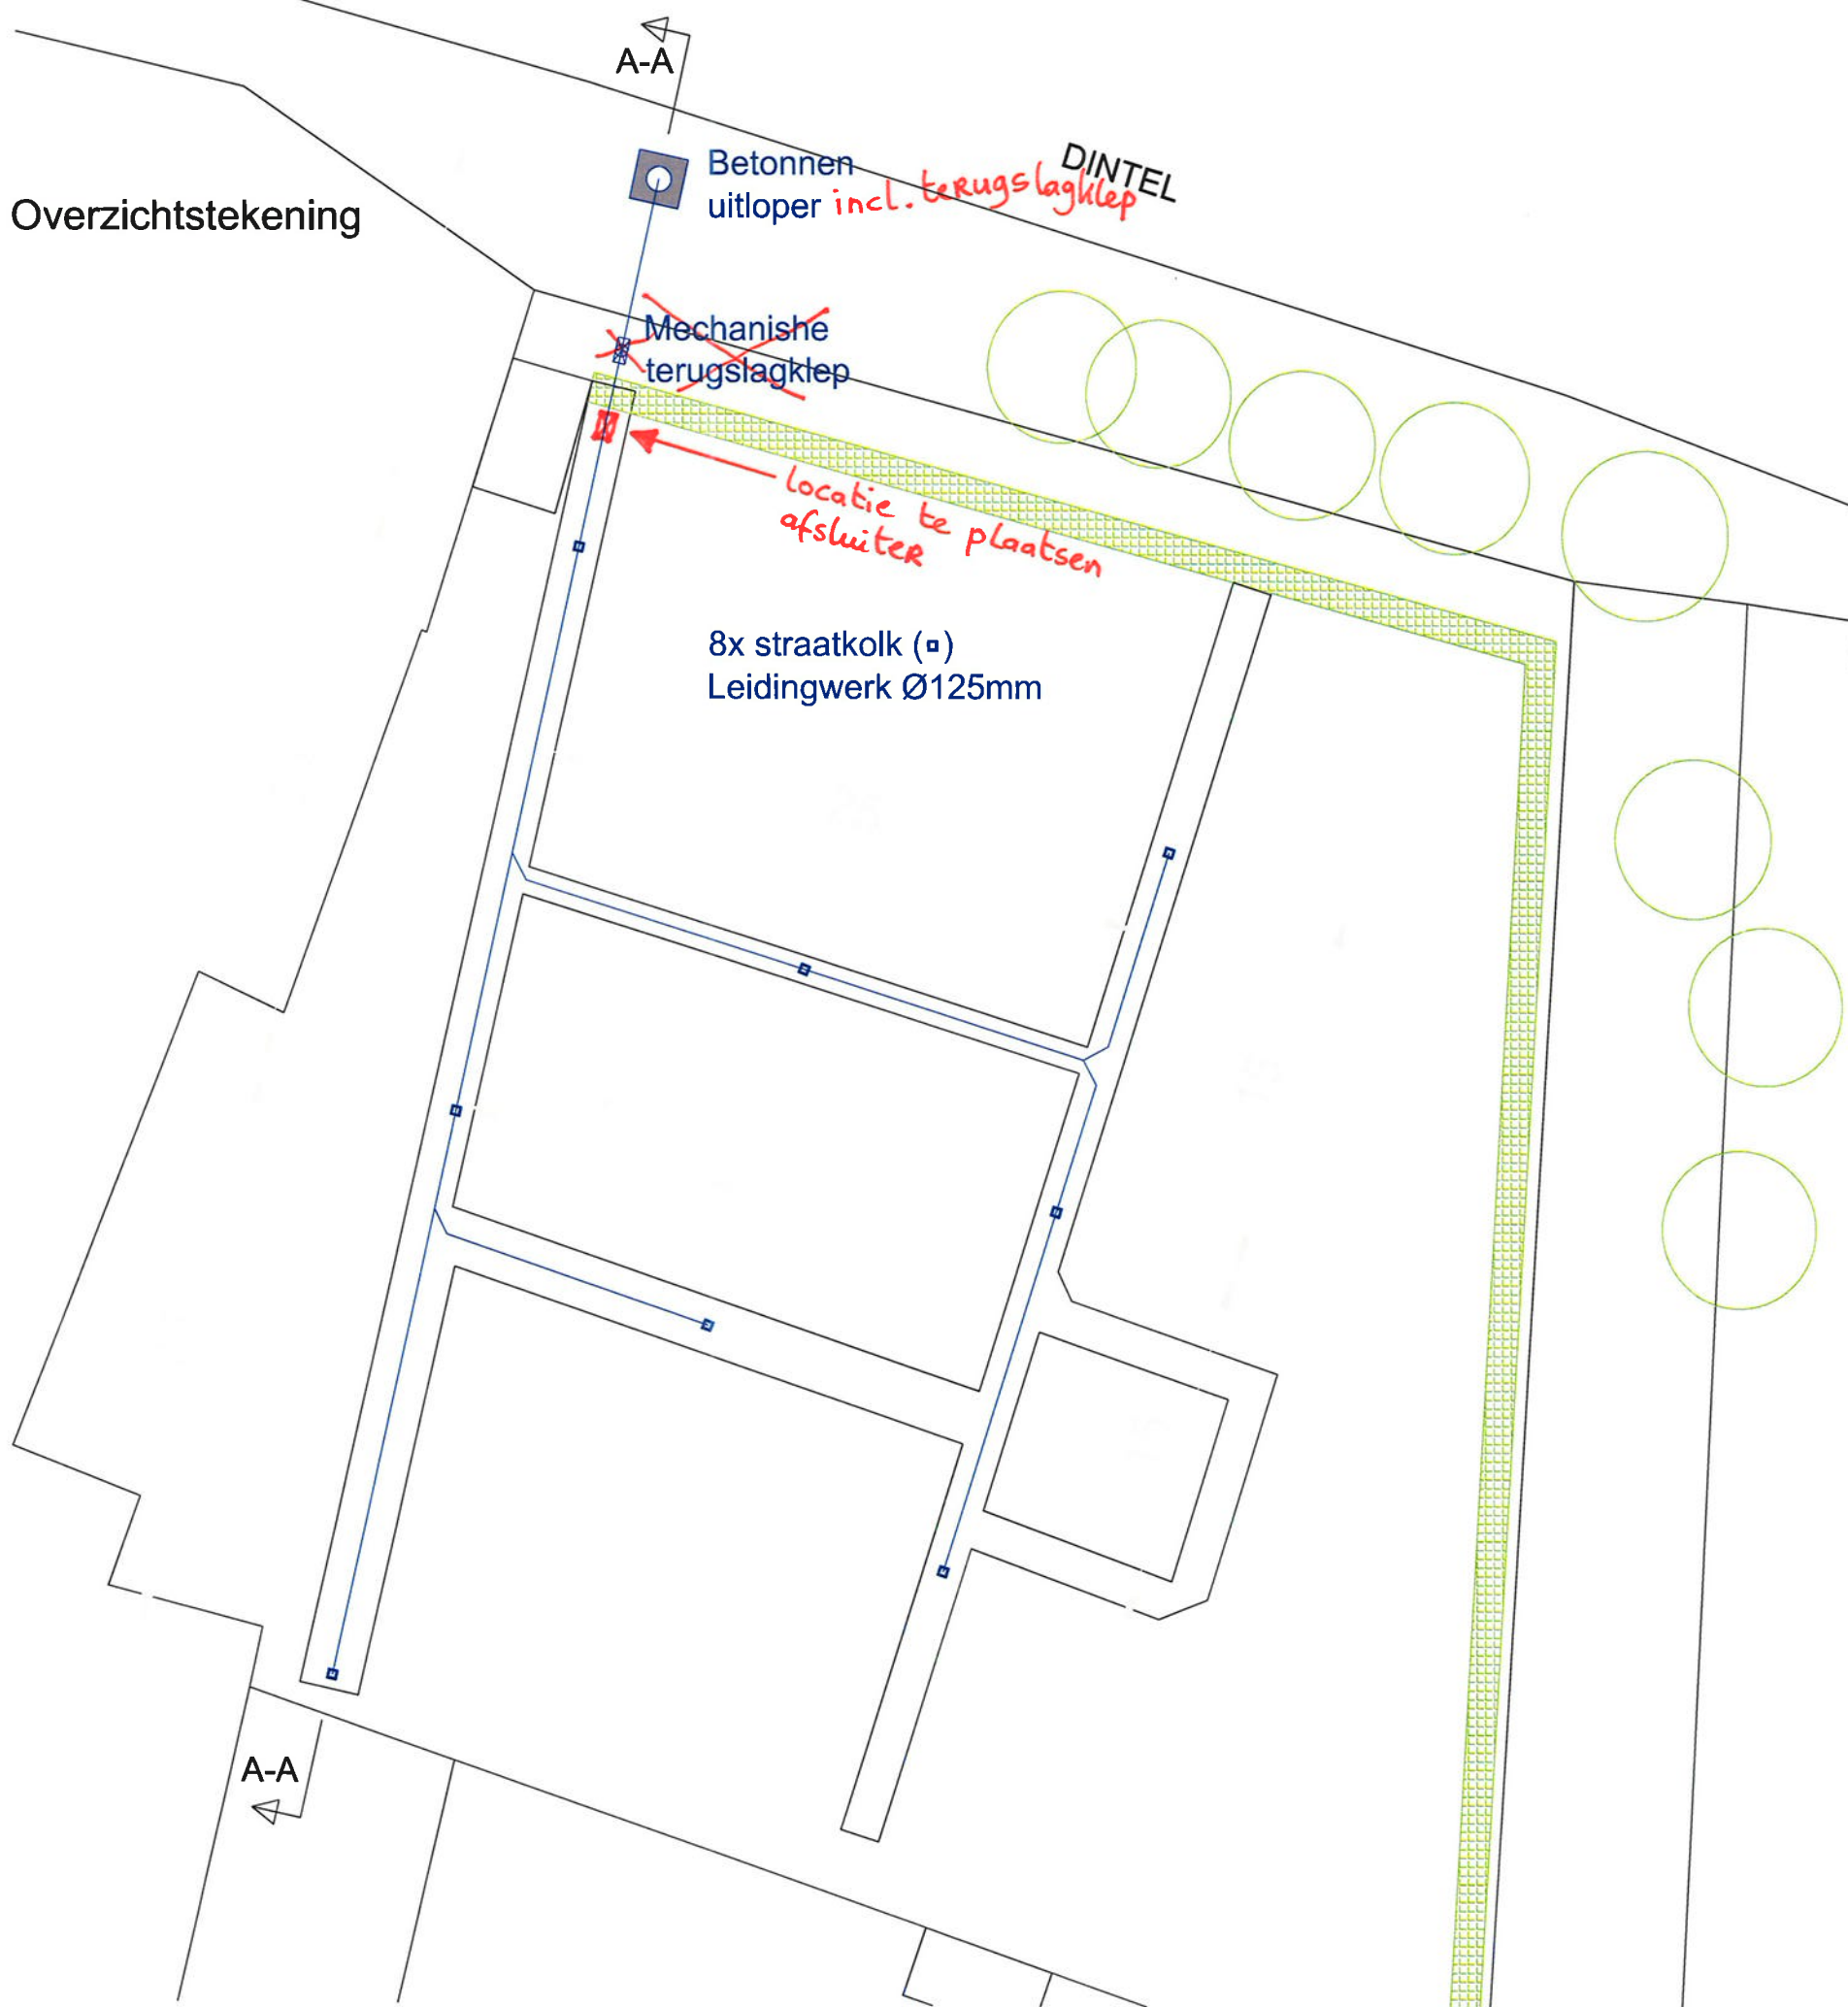 A-A
DINTEL
Betonnen
uitloper incl. terugslagklep
Overzichtstekening
Mechanishe
terugslagklep
locatie te plaatsen
afsluiter
8x straatkolk (▫)
Leidingwerk Ø125mm
A-A